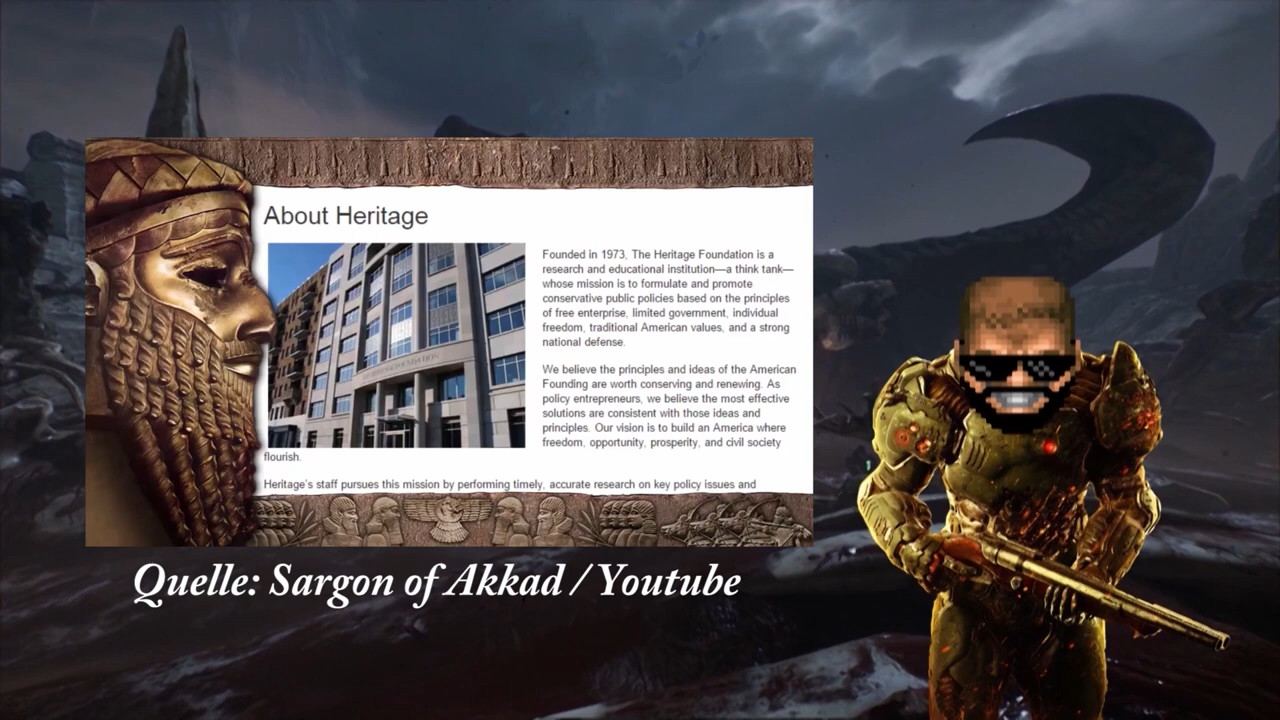 About Heritage
Founded in 1973, The Heritage Foundation is a
research and educational institution—a think tank—
whose mission is to formulate and promote
conservative public policies based on the principles
of free enterprise, limited government, individual
freedom, traditional American values, and a strong
national defense.
We believe the principles and ideas of the American
Founding are worth conserving and renewing. As
policy entrepreneurs, we believe the most effective
solutions are consistent with those ideas and
principles. Our vision is to build an America where
freedom, opportunity, prosperity, and civil society
flourish.
Heritage's staff pursues this mission by performing timely, accurate research on key policy issues and
Quelle: Sargon of Akkad / Youtube